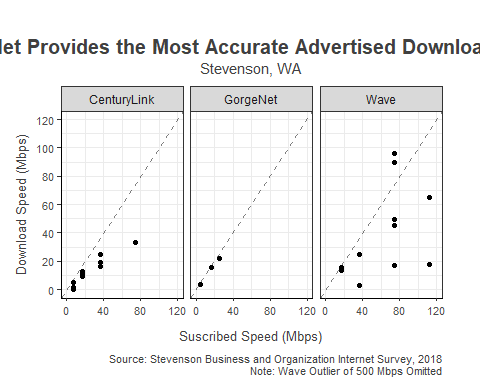 Net Provides the Most Accurate Advertised Downloa
Stevenson, WA
CenturyLink GorgeNet Wave
Download Speed (Mbps)
120
100
80
60
40
20
0
0 40 80 120 0 40 80 120 0 40 80 120
Suscribed Speed (Mbps)
Source: Stevenson Business and Organization Internet Survey, 2018
Note: Wave Outlier of 500 Mbps Omitted